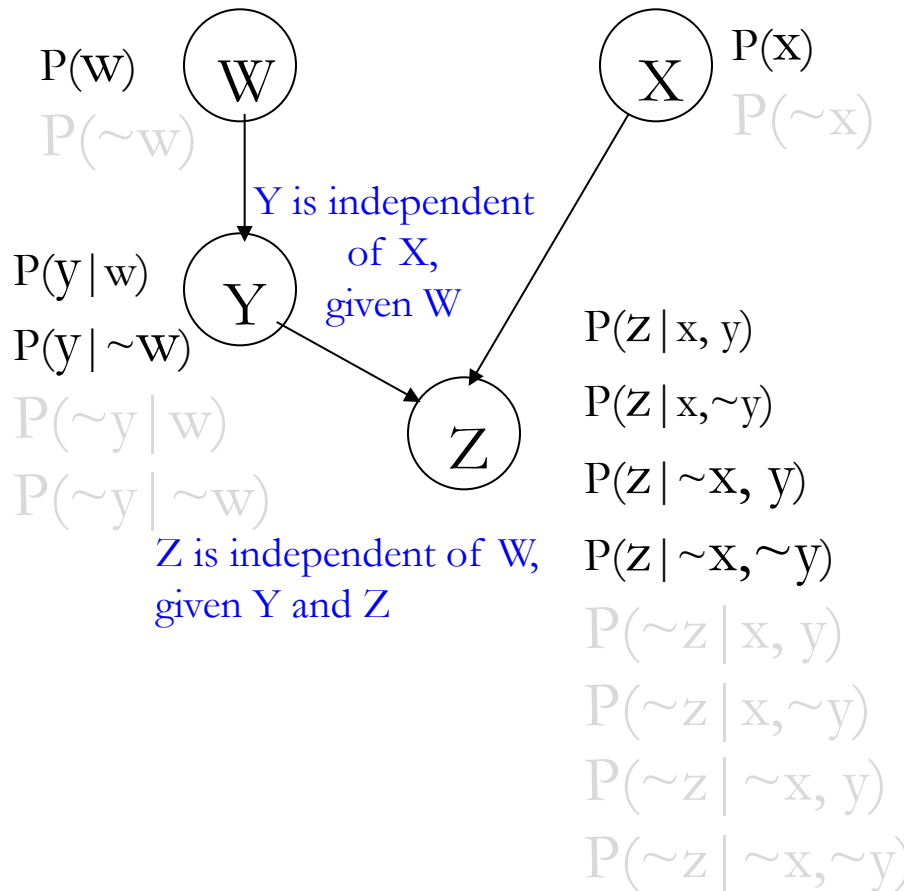 P(w)
P(~w)
W
X
P(x)
P(~x)
Y is independent
of X,
given W
P(y|w)
P(y|~w)
P(~y|w)
P(~y|~w)
Y
Z
Z is independent of W,
given Y and Z
P(z|x, y)
P(z|x,~y)
P(z|~x, y)
P(z|~x,~y)
P(~z|x, y)
P(~z|x,~y)
P(~z|~x, y)
P(~z|~x,~y)